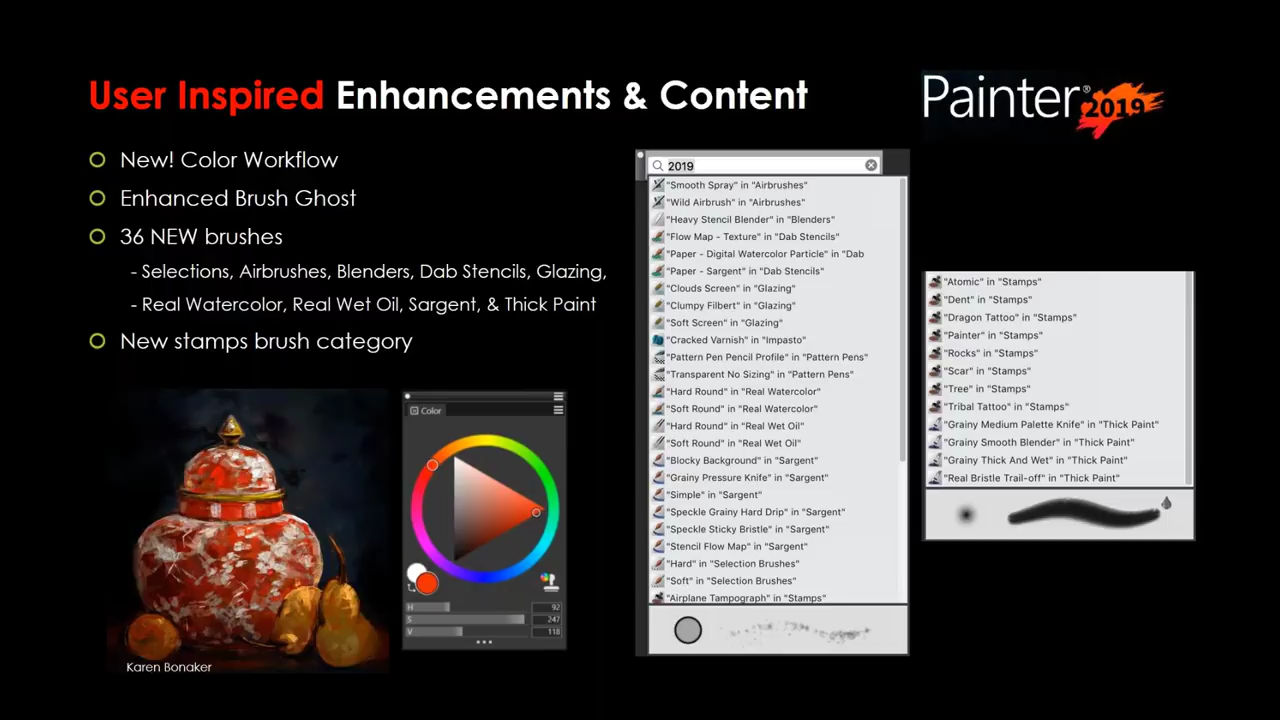 User Inspired Enhancements & Content
Painter® 2019
New! Color Workflow
Enhanced Brush Ghost
36 NEW brushes
- Selections, Airbrushes, Blenders, Dab Stencils, Glazing,
- Real Watercolor, Real Wet Oil, Sargent, & Thick Paint
New stamps brush category
Karen Bonaker
Color
H 92
S 247
V 118
2019
"Smooth Spray" in "Airbrushes"
"Wild Airbrush" in "Airbrushes"
"Heavy Stencil Blender" in "Blenders"
"Flow Map - Texture" in "Dab Stencils"
"Paper - Digital Watercolor Particle" in "Dab
"Paper - Sargent" in "Dab Stencils"
"Clouds Screen" in "Glazing"
"Clumpy Filbert" in "Glazing"
"Soft Screen" in "Glazing"
"Cracked Varnish" in "Impasto"
"Pattern Pen Pencil Profile" in "Pattern Pens"
"Transparent No Sizing" in "Pattern Pens"
"Hard Round" in "Real Watercolor"
"Soft Round" in "Real Watercolor"
"Hard Round" in "Real Wet Oil"
"Soft Round" in "Real Wet Oil"
"Blocky Background" in "Sargent"
"Grainy Pressure Knife" in "Sargent"
"Simple" in "Sargent"
"Speckle Grainy Hard Drip" in "Sargent"
"Speckle Sticky Bristle" in "Sargent"
"Stencil Flow Map" in "Sargent"
"Hard" in "Selection Brushes"
"Soft" in "Selection Brushes"
"Airplane Tampograph" in "Stamps"
"Atomic" in "Stamps"
"Dent" in "Stamps"
"Dragon Tattoo" in "Stamps"
"Painter" in "Stamps"
"Rocks" in "Stamps"
"Scar" in "Stamps"
"Tree" in "Stamps"
"Tribal Tattoo" in "Stamps"
"Grainy Medium Palette Knife" in "Thick Paint"
"Grainy Smooth Blender" in "Thick Paint"
"Grainy Thick And Wet" in "Thick Paint"
"Real Bristle Trail-off" in "Thick Paint"